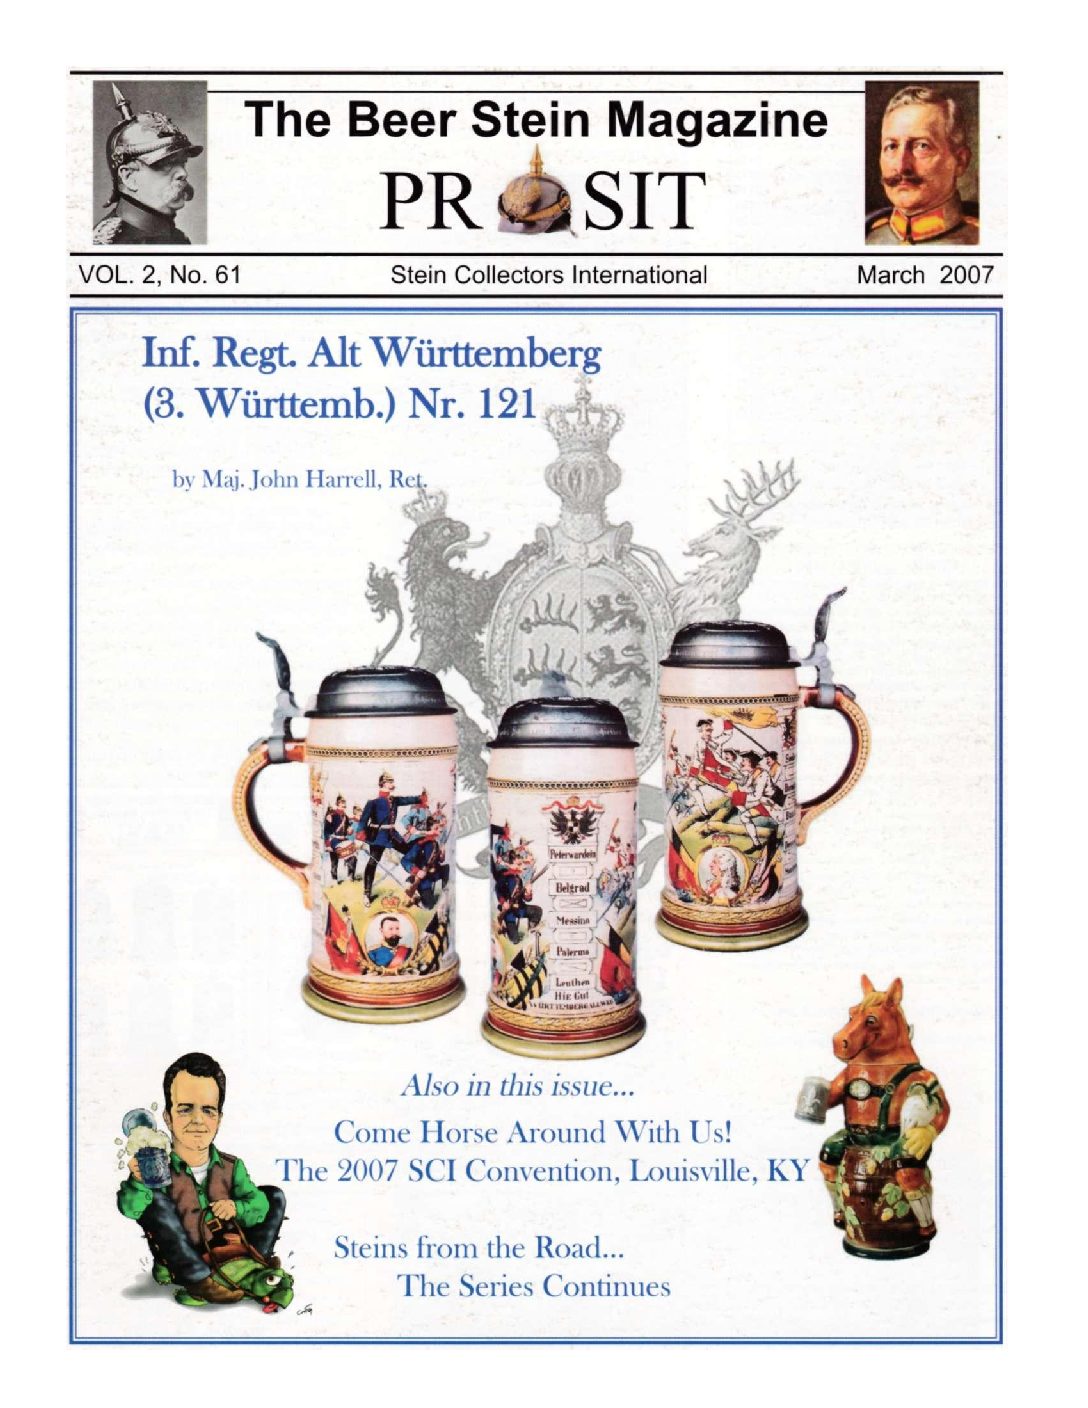 The Beer Stein Magazine
PR SIT
VOL. 2, No. 61
Stein Collectors International
March 2007
Inf. Regt. Alt Württemberg
(3. Württemb.) Nr. 121
by Maj. John Harrell, Ret.
Peterwardein
Belgrad
Messina
Palermo
Leuthen
Hie Gut
Also in this issue...
Come Horse Around With Us!
The 2007 SCI Convention, Louisville, KY
Steins from the Road...
The Series Continues